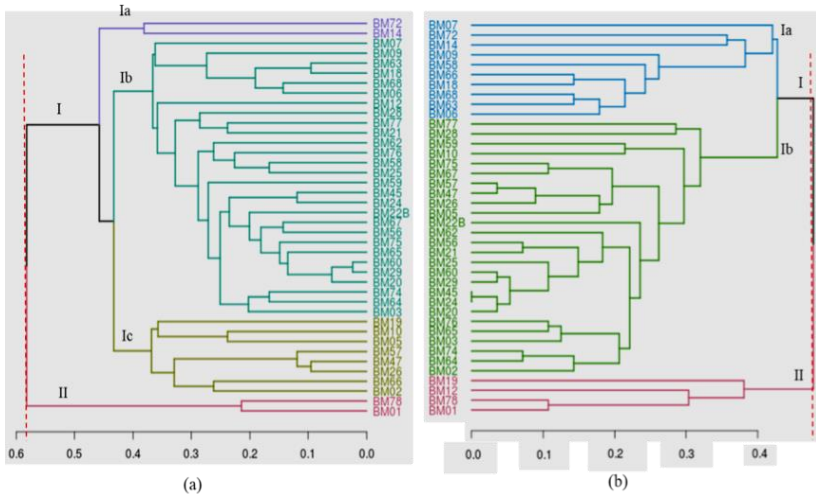 Ia
BM72
BM14
BM07
BM09
BM63
BM18
BM68
BM06
BM12
BM28
BM77
BM21
BM62
BM76
BM58
BM25
BM59
BM45
BM24
BM22B
BM67
BM56
BM75
BM65
BM60
BM29
BM20
BM74
BM64
BM03
BM19
BM10
BM05
BM57
BM47
BM26
BM66
BM02
BM78
BM01
Ib
I
Ic
II
0.6 0.5 0.4 0.3 0.2 0.1 0.0
(a)
BM07
BM72
BM14
BM09
BM58
BM66
BM18
BM68
BM63
BM06
BM77
BM28
BM59
BM10
BM75
BM67
BM57
BM47
BM26
BM05
BM22B
BM62
BM56
BM21
BM25
BM60
BM29
BM45
BM24
BM20
BM76
BM65
BM03
BM74
BM64
BM02
BM19
BM12
BM78
BM01
Ia
I
Ib
II
0.0 0.1 0.2 0.3 0.4
(b)